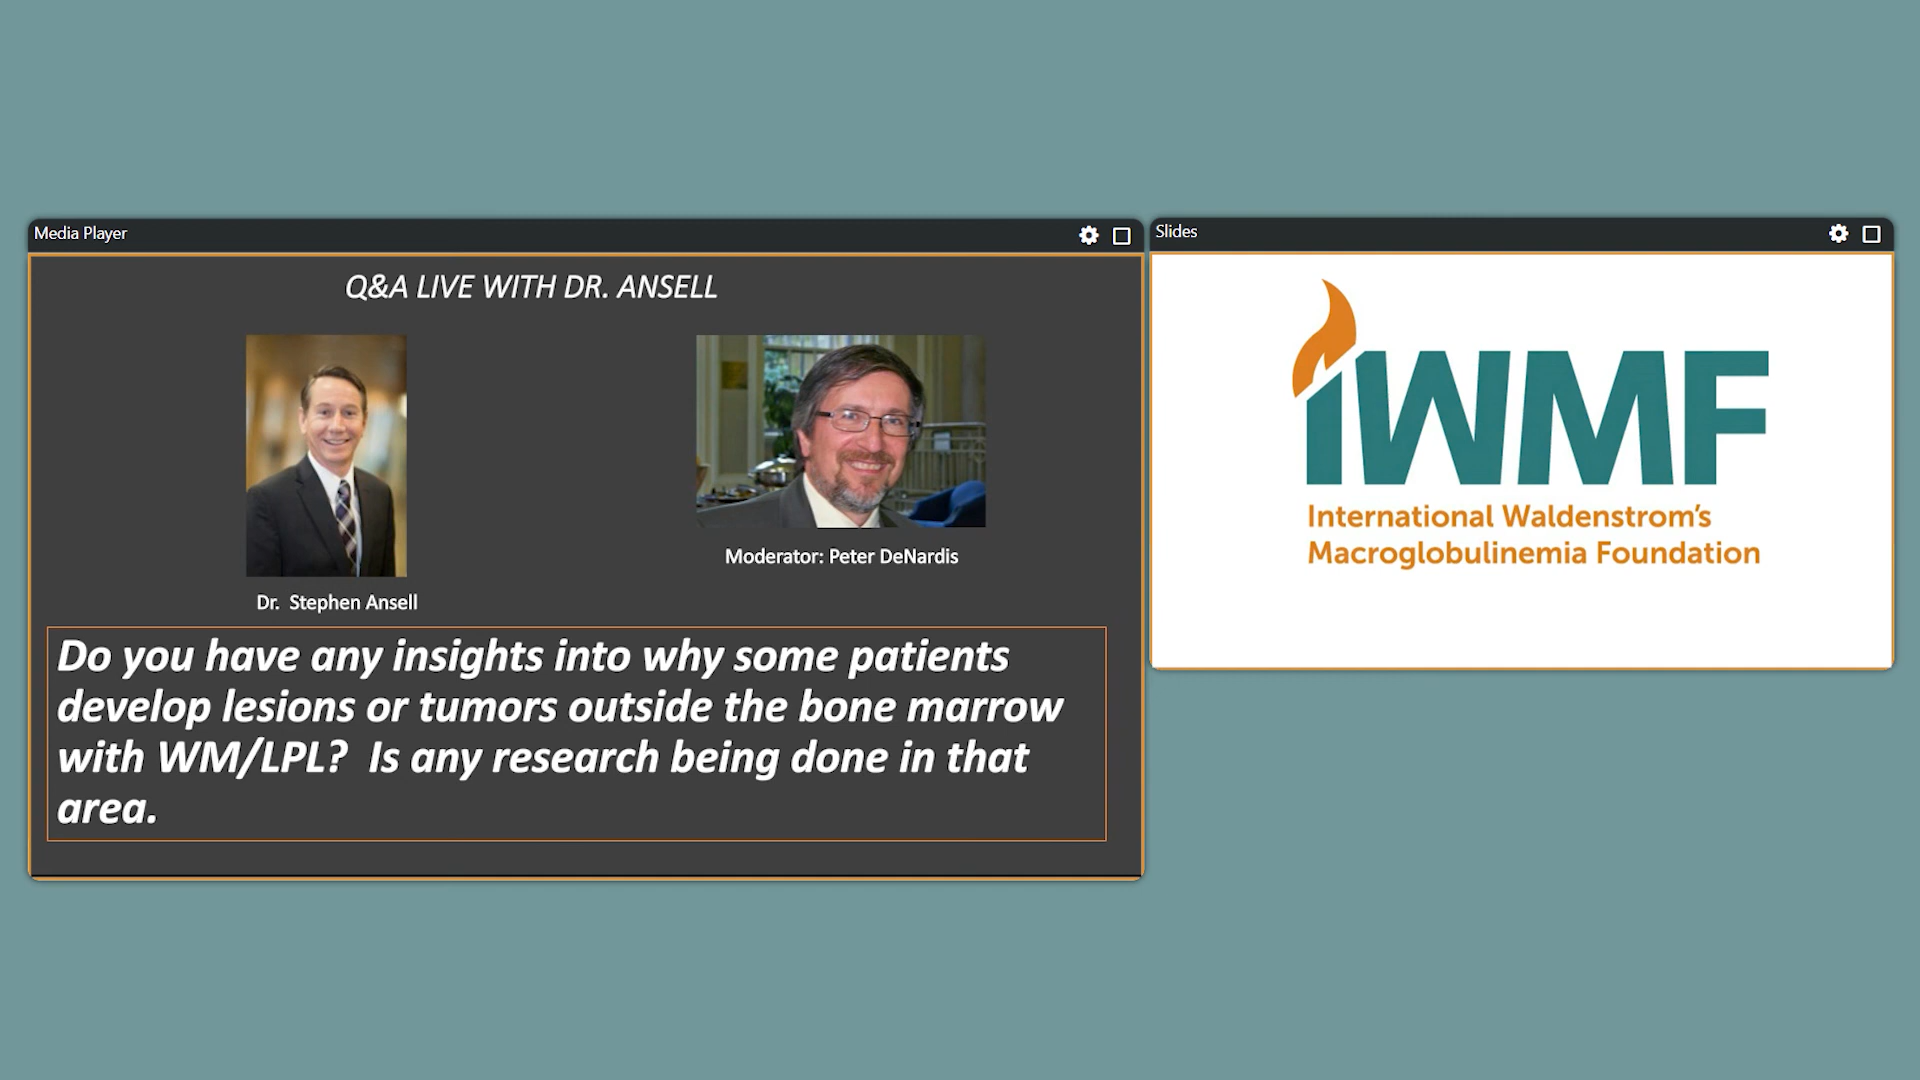 Media Player
Q&A LIVE WITH DR. ANSELL
Dr. Stephen Ansell
Moderator: Peter DeNardis
Do you have any insights into why some patients
develop lesions or tumors outside the bone marrow
with WM/LPL? Is any research being done in that
area.
Slides
IWMF
International Waldenstrom's
Macroglobulinemia Foundation